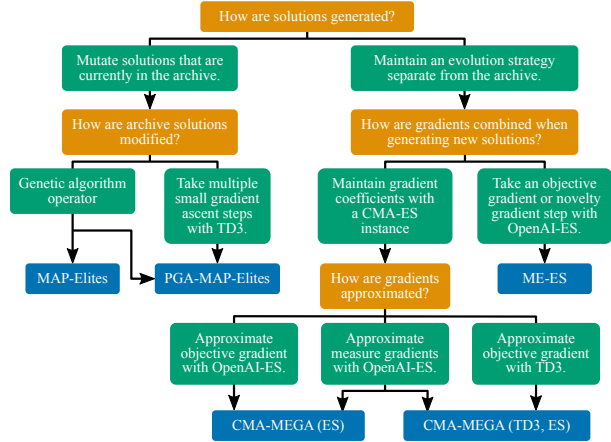 How are solutions generated?
Mutate solutions that are
currently in the archive.
Maintain an evolution strategy
separate from the archive.
How are archive solutions
modified?
How are gradients combined when
generating new solutions?
Genetic algorithm
operator
Take multiple
small gradient
ascent steps
with TD3.
Maintain gradient
coefficients with
a CMA-ES
instance
Take an objective
gradient or novelty
gradient step with
OpenAI-ES.
MAP-Elites
PGA-MAP-Elites
How are gradients
approximated?
ME-ES
Approximate
objective gradient
with OpenAI-ES.
Approximate
measure gradients
with OpenAI-ES.
Approximate
objective gradient
with TD3.
CMA-MEGA (ES)
CMA-MEGA (TD3, ES)